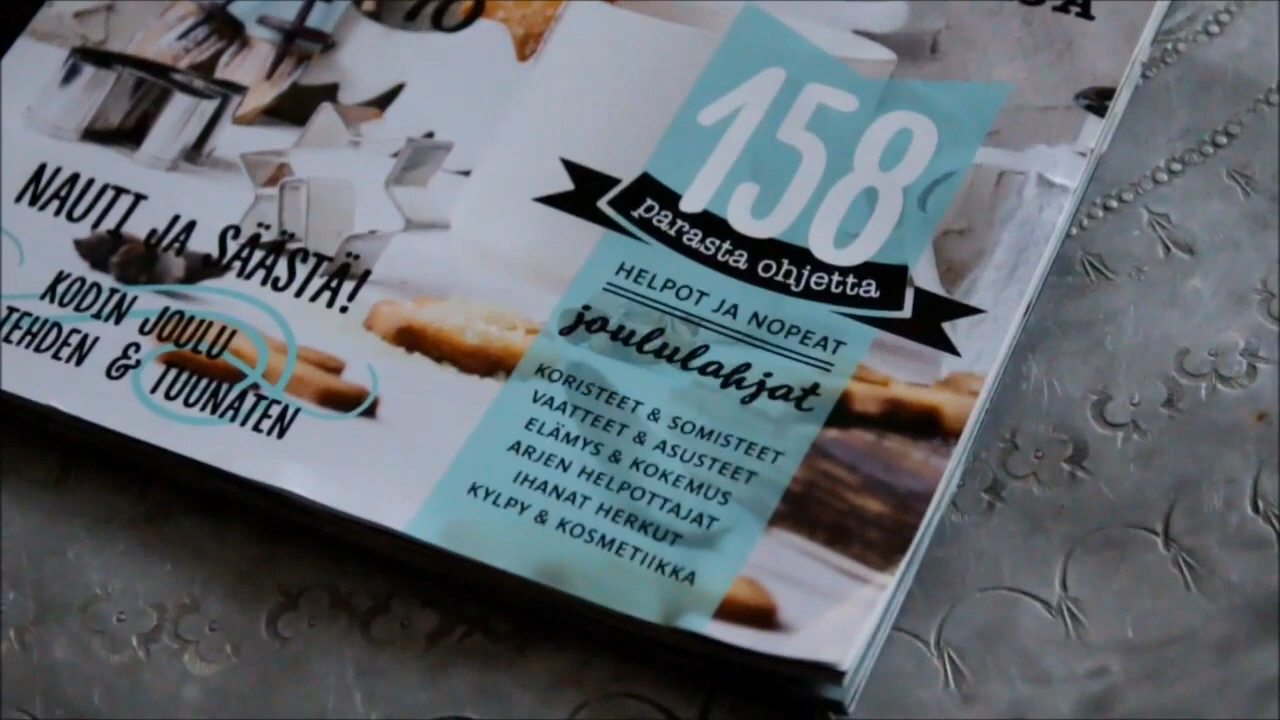 %
NAUTI JA SÄÄSTÄ!
KODIN JOULU
TEHDEN & TUUNATEN
158
parasta ohjetta
HELPOT JA NOPEAT
joululahjat
KORISTEET & SOMISTEET
VAATTEET & ASUSTEET
ELÄMYS & KOKEMUS
ARJEN HELPOTTAJAT
IHANAT HERKUT
KYLPY & KOSMETIIKKA